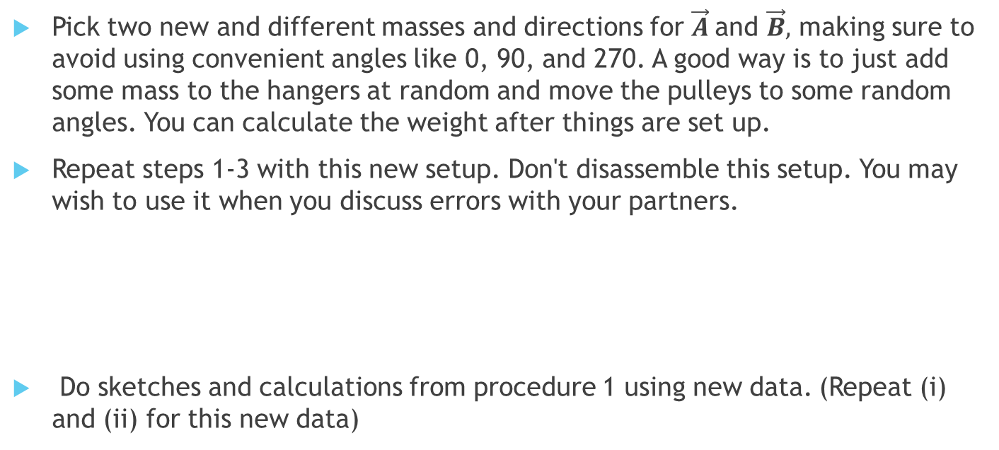 Pick two new and different masses and directions for $\vec{A}$ and $\vec{B}$, making sure to
avoid using convenient angles like 0, 90, and 270. A good way is to just add
some mass to the hangers at random and move the pulleys to some random
angles. You can calculate the weight after things are set up.
Repeat steps 1-3 with this new setup. Don't disassemble this setup. You may
wish to use it when you discuss errors with your partners.
Do sketches and calculations from procedure 1 using new data. (Repeat (i)
and (ii) for this new data)